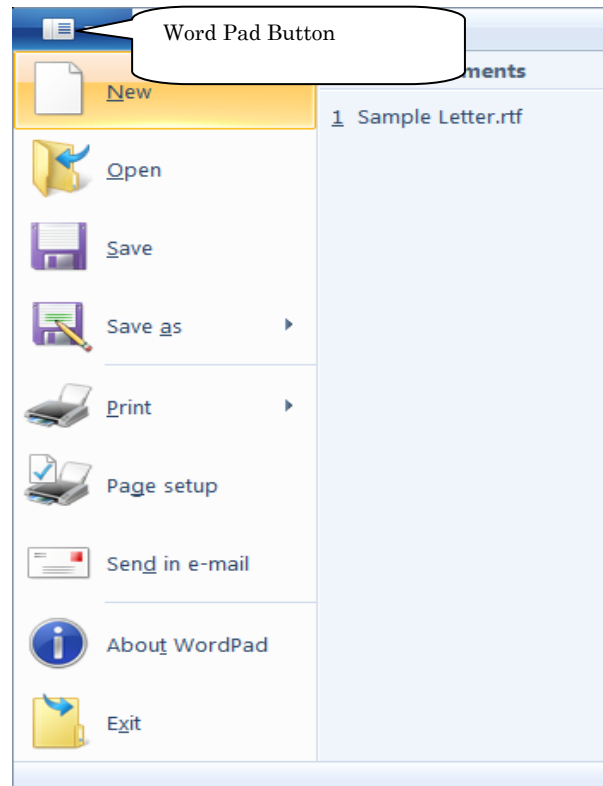 Word Pad Button
ments
New
1 Sample Letter.rtf
Open
Save
Save as
Print
Page setup
Send in e-mail
About WordPad
Exit